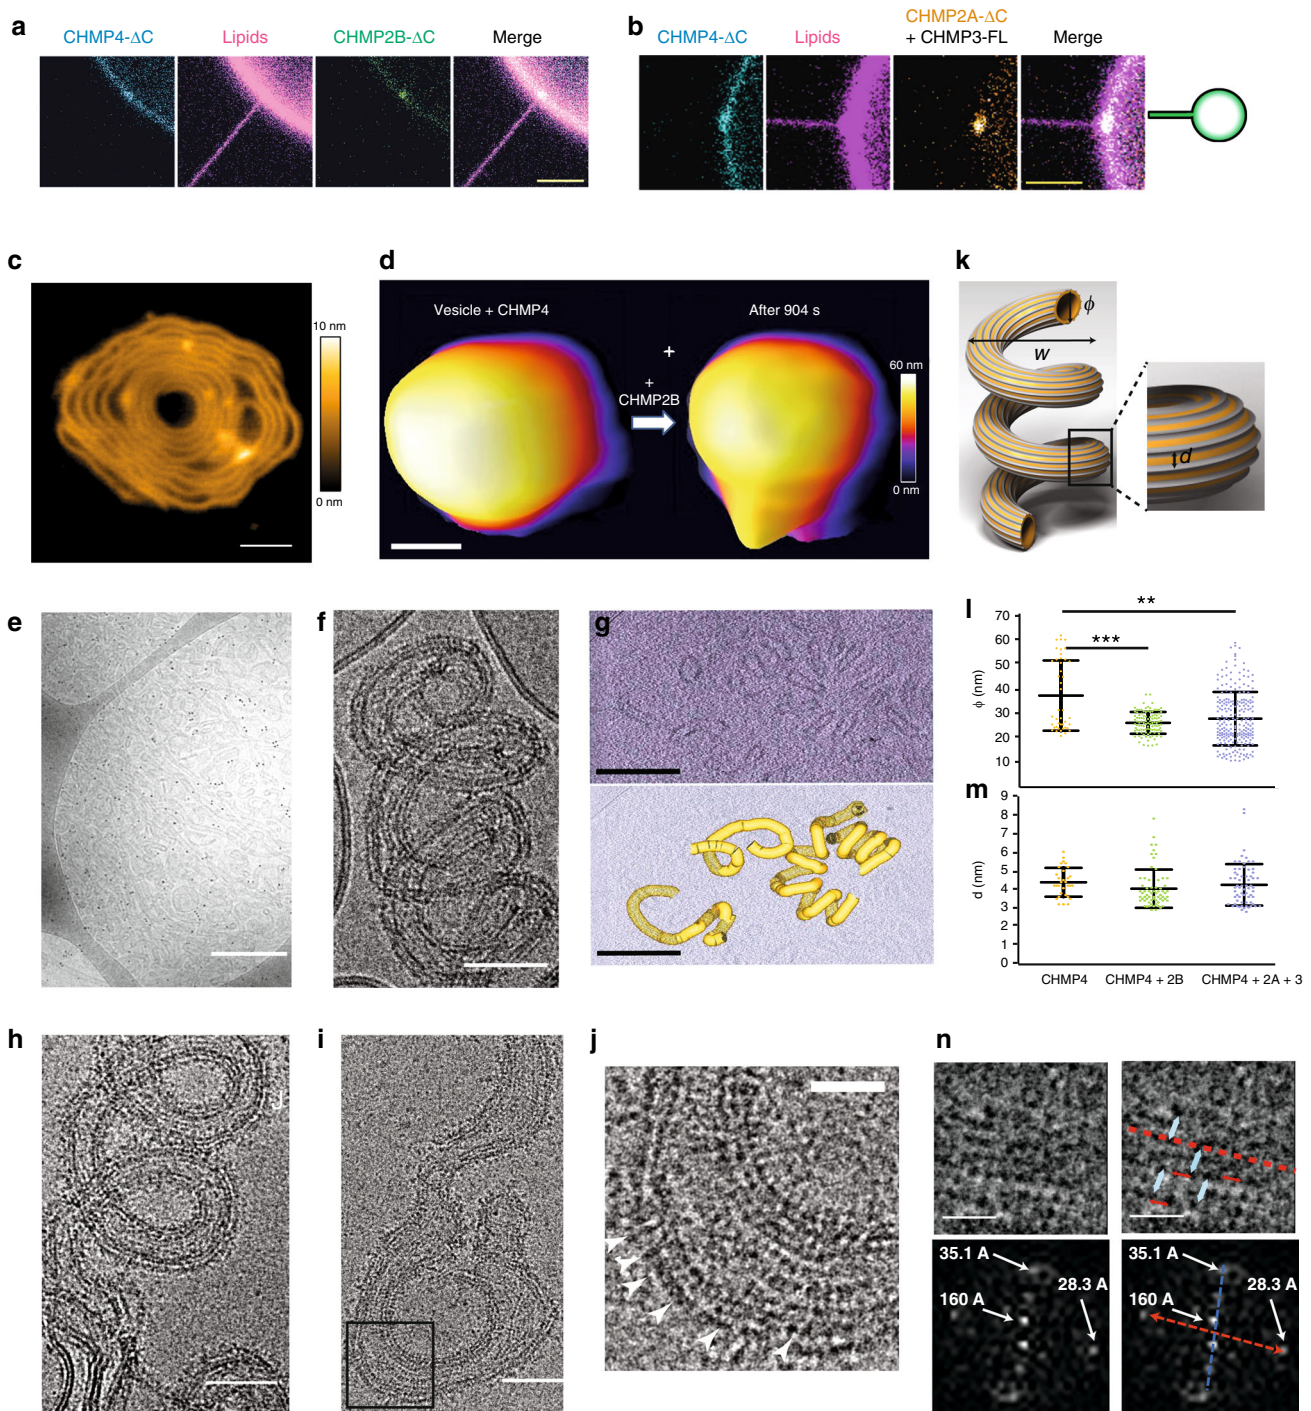 a
CHMP4-ΔC
Lipids
CHMP2B-ΔC
Merge
b
CHMP4-ΔC
Lipids
CHMP2A-ΔC
+ CHMP3-FL
Merge
c
10 nm
0 nm
d
Vesicle + CHMP4
After 904 s
+
+
CHMP2B
60 nm
0 nm
k
ϕ
W
d
e
f
g
l
70
60
50
40
30
20
10
ϕ (nm)
**
***
m
9
8
7
6
5
4
3
2
1
0
d (nm)
CHMP4
CHMP4 + 2B
CHMP4 + 2A + 3
h
J
i
j
n
35.1 A
28.3 A
160 A
35.1 A
28.3 A
160 A